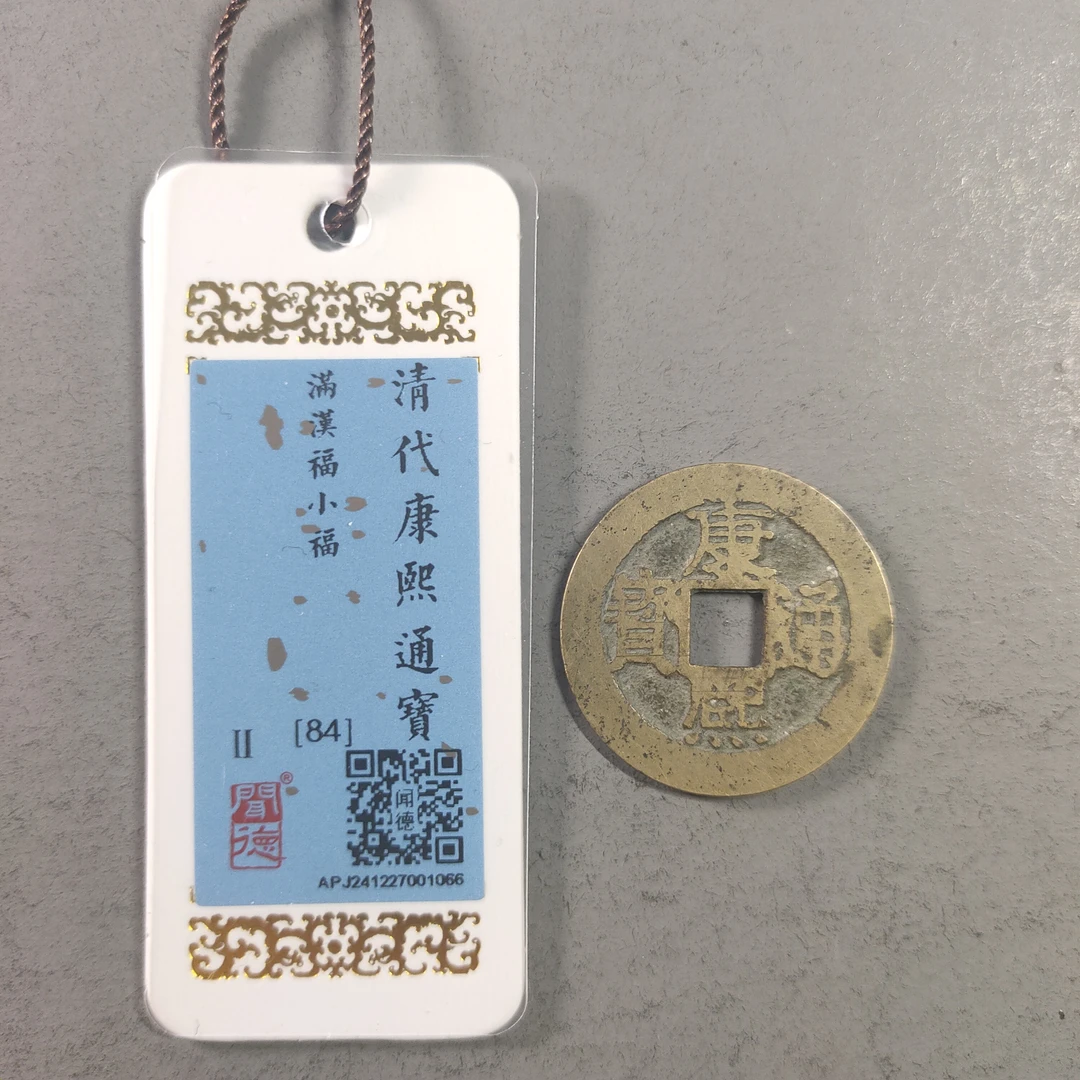 清代康熙通寶
滿漢福小福
II
[84]
聞德
®
闻德
APJ241227001066
康熙通寶